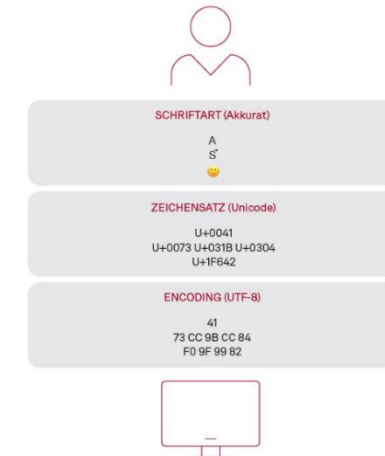 SCHRIFTART (Akkurat)
A
S̛̄
🙂
ZEICHENSATZ (Unicode)
U+0041
U+0073 U+031B U+0304
U+1F642
ENCODING (UTF-8)
41
73 CC 9B CC 84
F0 9F 99 82